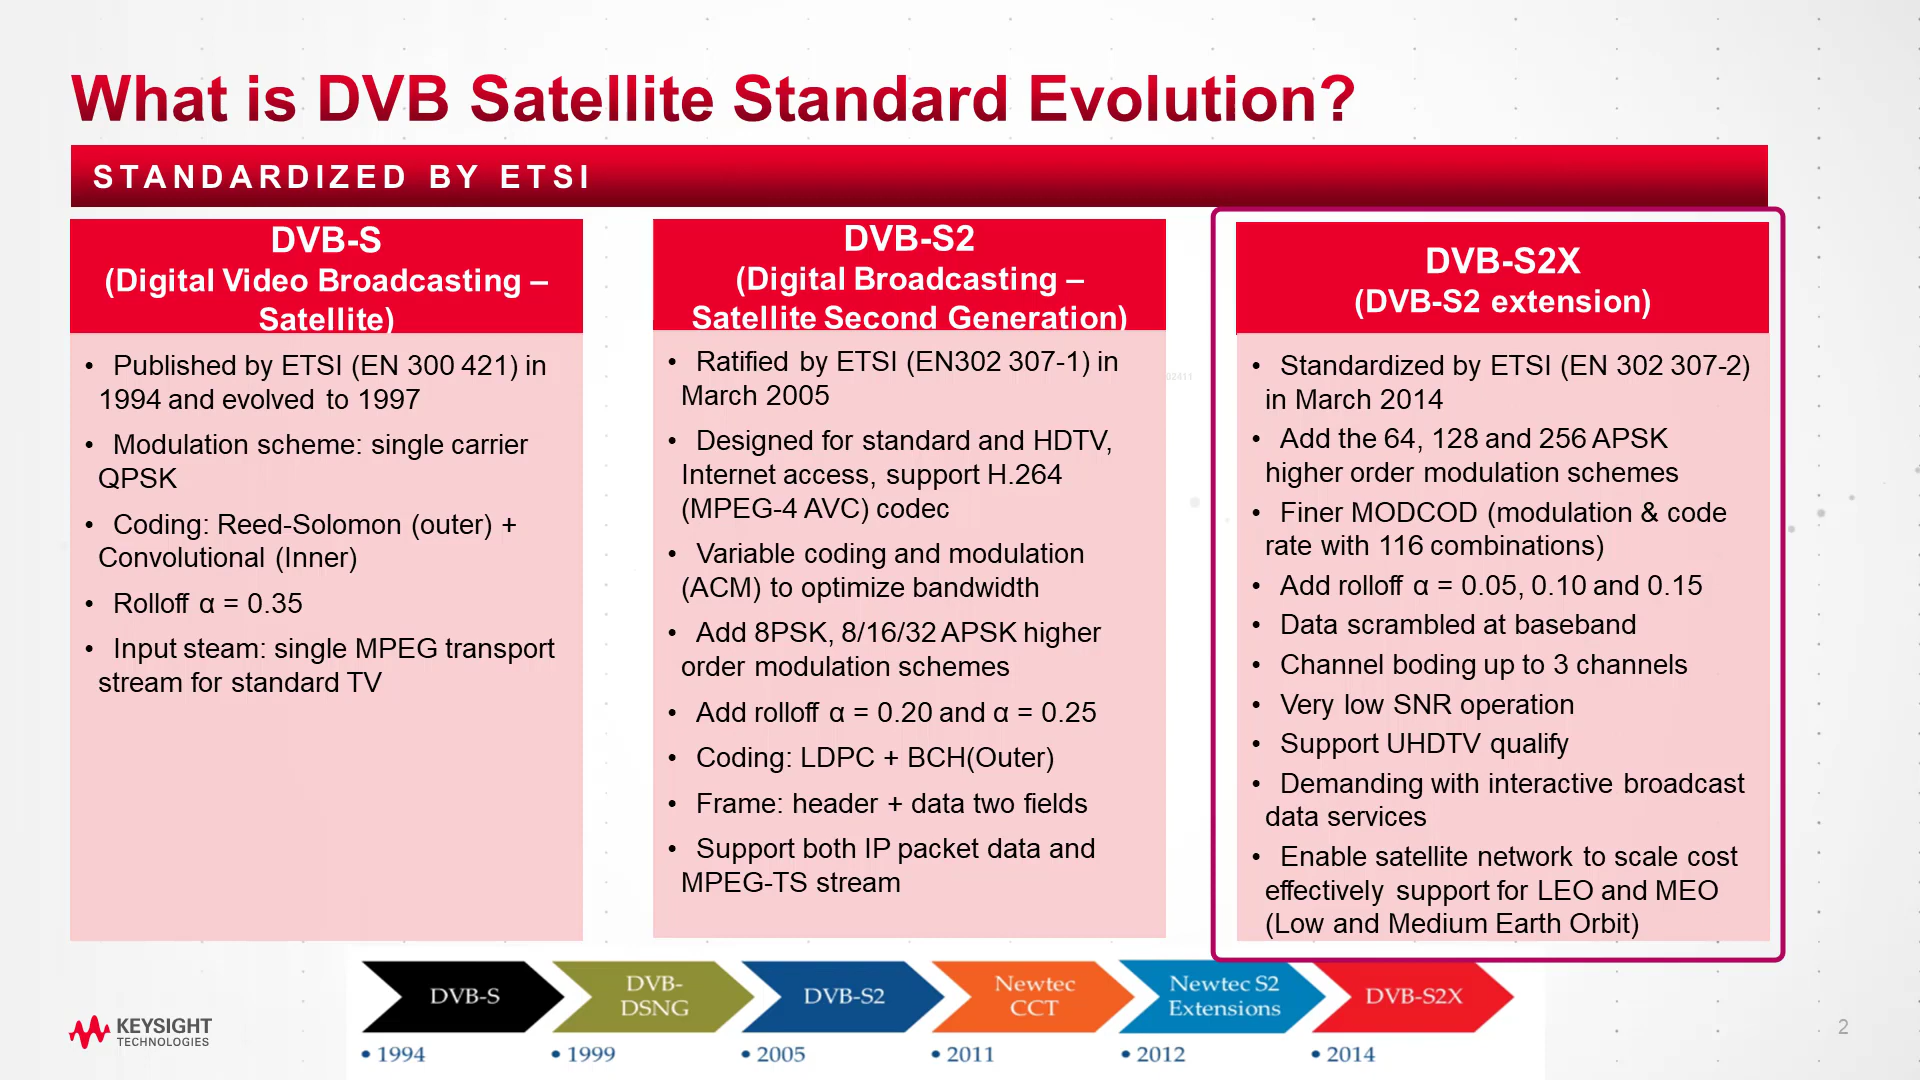 What is DVB Satellite Standard Evolution?
STANDARDIZED BY ETSI
DVB-S
(Digital Video Broadcasting –
Satellite)
• Published by ETSI (EN 300 421) in
1994 and evolved to 1997
• Modulation scheme: single carrier
QPSK
• Coding: Reed-Solomon (outer) +
Convolutional (Inner)
• Rolloff α = 0.35
• Input steam: single MPEG transport
stream for standard TV
DVB-S2
(Digital Broadcasting –
Satellite Second Generation)
• Ratified by ETSI (EN302 307-1) in
March 2005
• Designed for standard and HDTV,
Internet access, support H.264
(MPEG-4 AVC) codec
• Variable coding and modulation
(ACM) to optimize bandwidth
• Add 8PSK, 8/16/32 APSK higher
order modulation schemes
• Add rolloff α = 0.20 and α = 0.25
• Coding: LDPC + BCH(Outer)
• Frame: header + data two fields
• Support both IP packet data and
MPEG-TS stream
DVB-S2X
(DVB-S2 extension)
• Standardized by ETSI (EN 302 307-2)
in March 2014
• Add the 64, 128 and 256 APSK
higher order modulation schemes
• Finer MODCOD (modulation & code
rate with 116 combinations)
• Add rolloff α = 0.05, 0.10 and 0.15
• Data scrambled at baseband
• Channel boding up to 3 channels
• Very low SNR operation
• Support UHDTV qualify
• Demanding with interactive broadcast
data services
• Enable satellite network to scale cost
effectively support for LEO and MEO
(Low and Medium Earth Orbit)
DVB-S
DVB-
DSNG
DVB-S2
Newtec
CCT
Newtec S2
Extensions
DVB-S2X
• 1994
• 1999
• 2005
• 2011
• 2012
• 2014
KEYSIGHT
TECHNOLOGIES
2